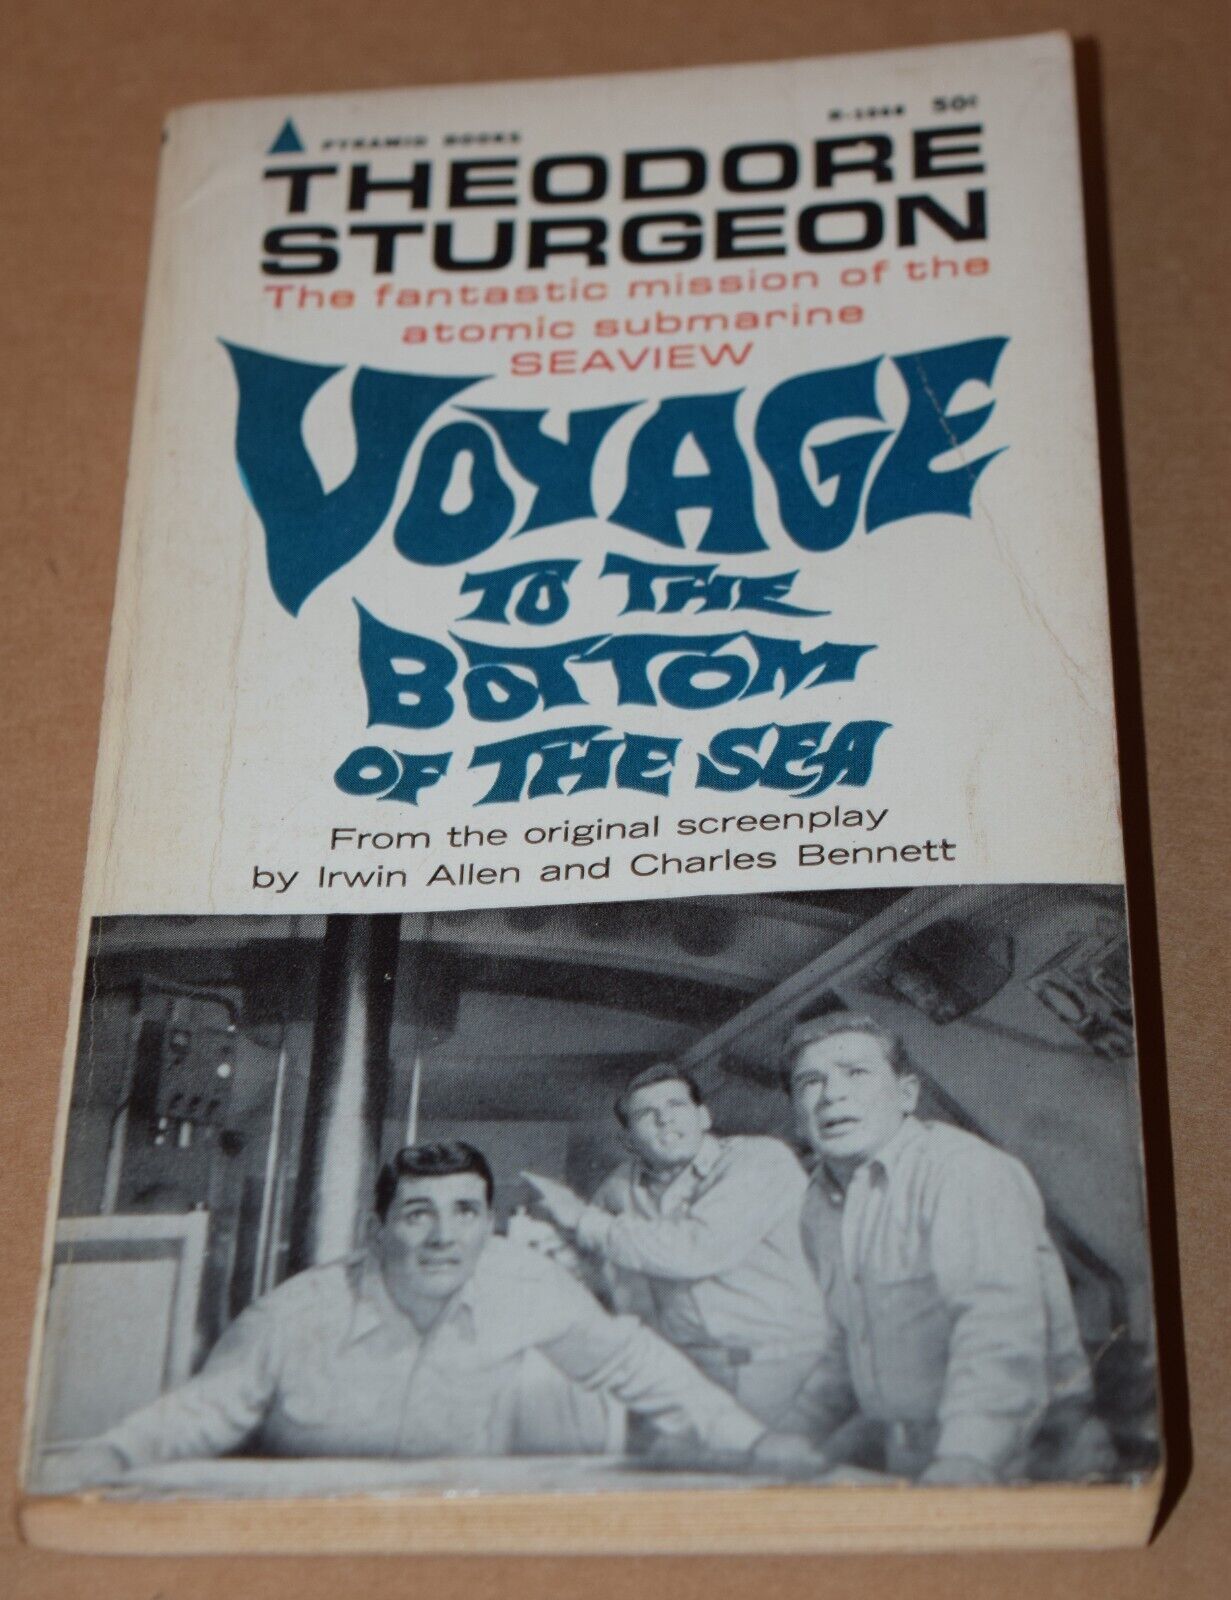 PYRAMID BOOKS
R-1068 50¢
THEODORE
STURGEON
The fantastic mission of the
atomic submarine
SEAVIEW
VOYAGE
TO THE
BOTTOM
OF THE SEA
From the original screenplay
by Irwin Allen and Charles Bennett